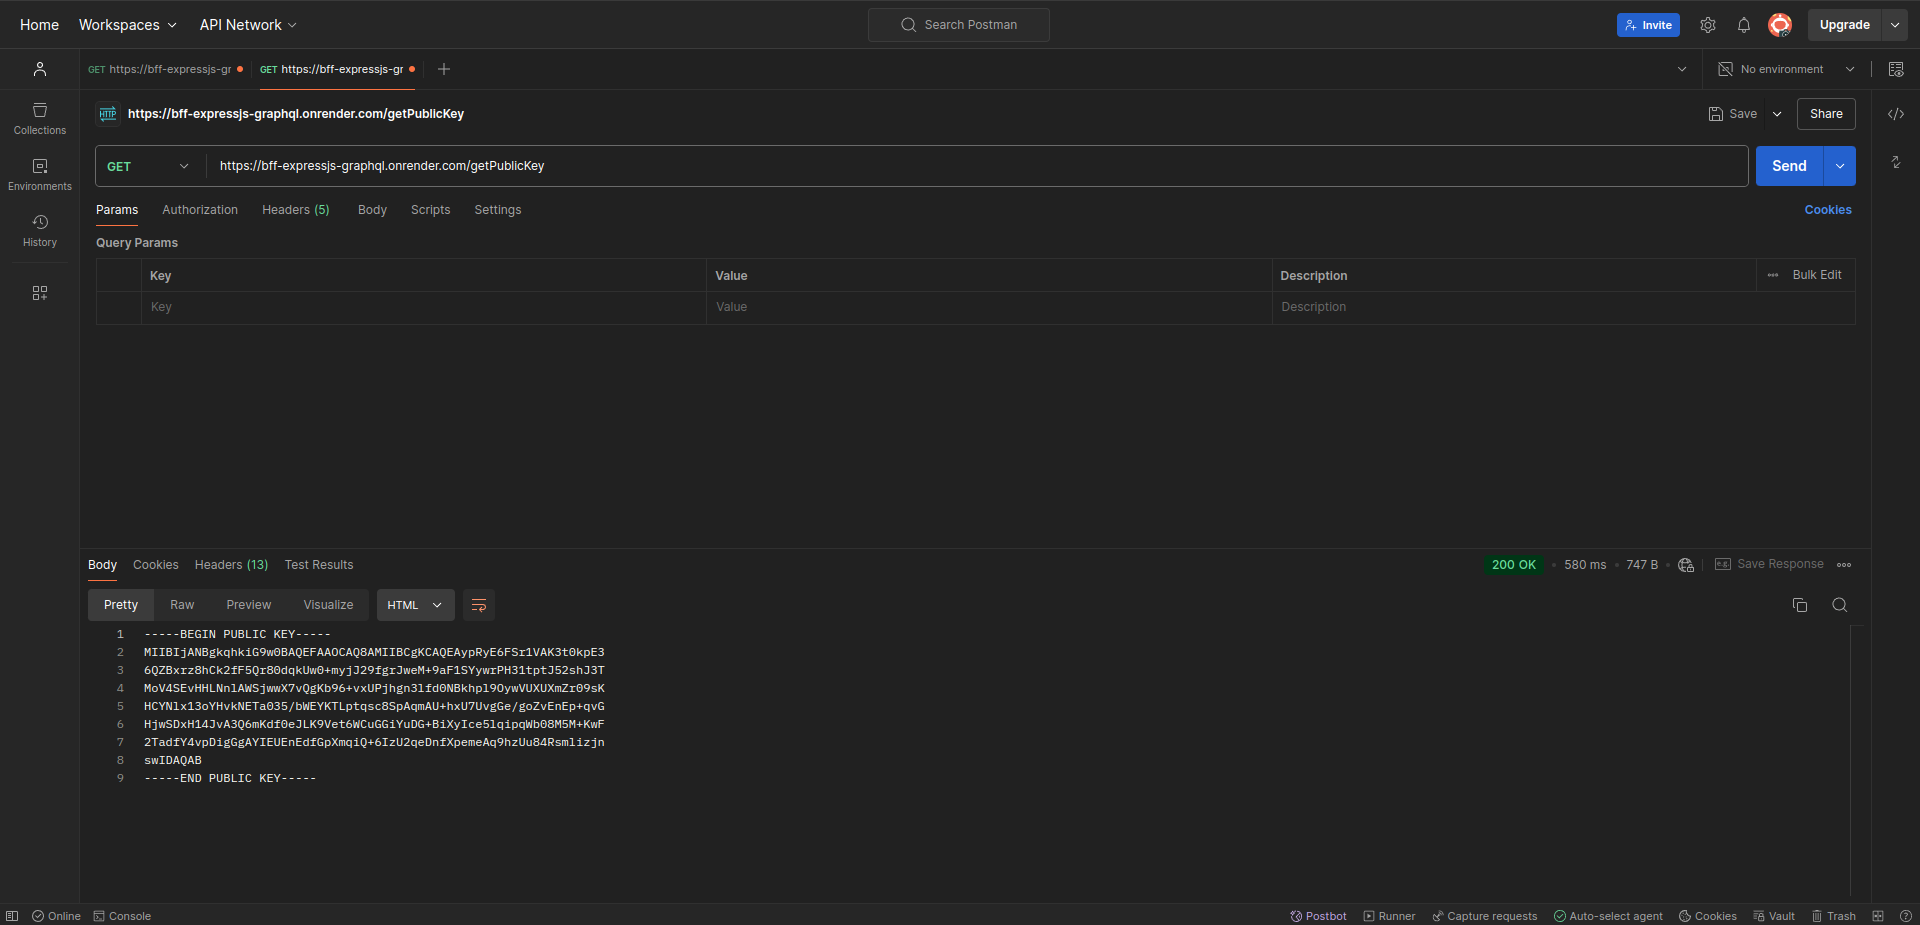 Home Workspaces API Network Search Postman Invite Upgrade
GET https://bff-expressjs-gr GET https://bff-expressjs-gr No environment
HTTP https://bff-expressjs-graphql.onrender.com/getPublicKey Save Share
Collections
GET https://bff-expressjs-graphql.onrender.com/getPublicKey Send
Environments
Params Authorization Headers (5) Body Scripts Settings Cookies
History
Query Params
Key Value Description Bulk Edit
Key Value Description
Body Cookies Headers (13) Test Results 200 OK 580 ms 747 B e.g. Save Response
Pretty Raw Preview Visualize HTML
1 -----BEGIN PUBLIC KEY-----
2 MIIBIjANBgkqhkiG9w0BAQEFAAOCAQ8AMIIBCgKCAQEAypRyE6FSr1VAK3t0kpE3
3 6QZBxrz8hCk2fF5Qr80dqkUw0+myjJ29fgrJweM+9aF1SYywrPH31tptJ52shJ3T
4 MoV4SEvHHLNnlAWSjwwX7vQgKb96+vxUPjhgn3lfd0NBkhpl9OywVUXUXmZr09sK
5 HCYNlx13oYHvkNETa035/bWEYKTLptqsc8SpAqmAU+hxU7UvgGe/goZvEnEp+qvG
6 HjwSDxH14JvA3Q6mKdf0eJLK9Vet6WCuGGiYuDG+BiXyIce5lqipqWb08M5M+KwF
7 2TadfY4vpDigGgAYIEUEnEdfGpXmqiQ+6IzU2qeDnfXpemeAq9hzUu84Rsmlizjn
8 swIDAQAB
9 -----END PUBLIC KEY-----
Online Console Postbot Runner Capture requests Auto-select agent Cookies Vault Trash